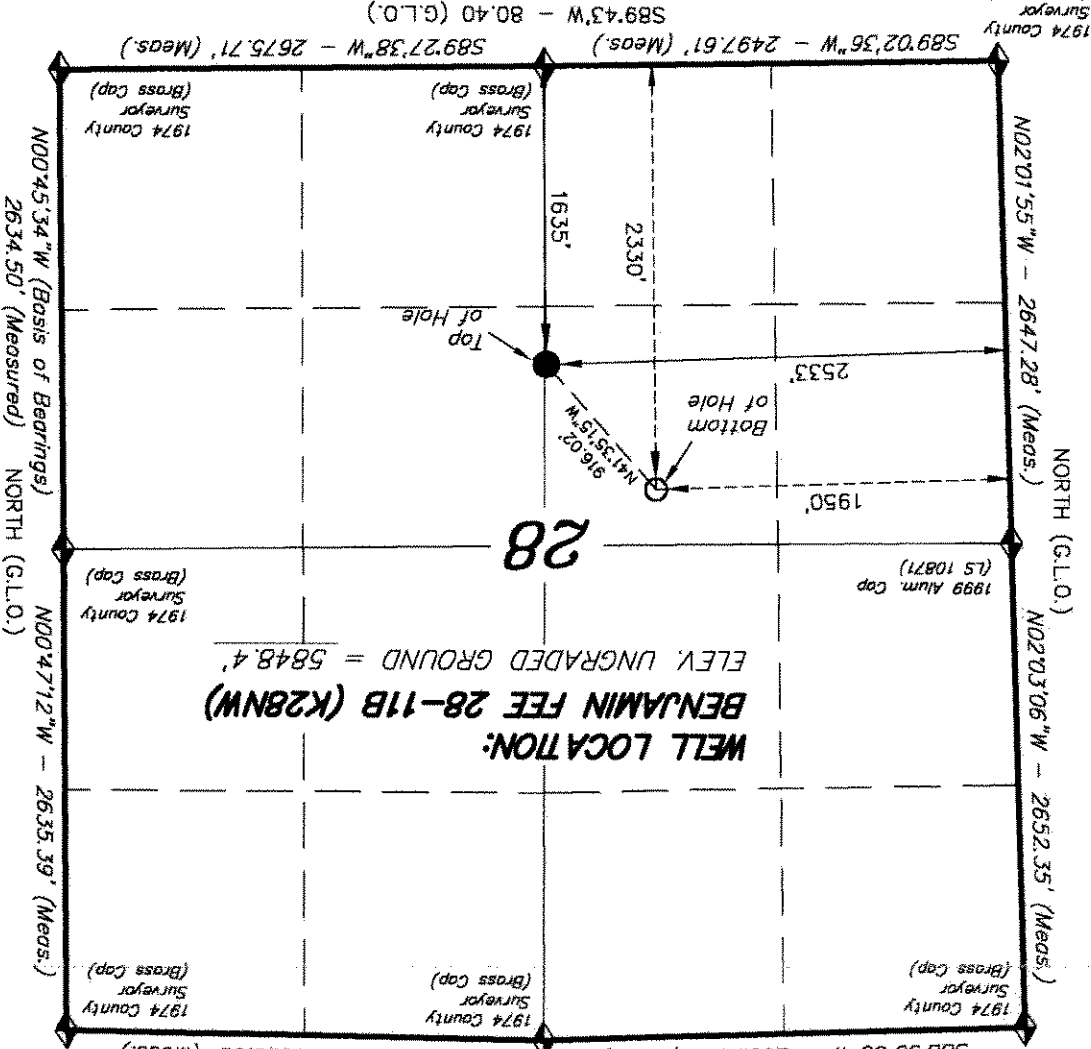 1974 County
Surveyor
(Brass Cap)
1974 County
Surveyor
(Brass Cap)
1974 County
Surveyor
(Brass Cap)
N02°03'06"W - 2652.35' (Meas.)
N00°47'12"W - 2635.39' (Meas.)
WELL LOCATION:
BENJAMIN FEE 28-11B (K28NW)
ELEV. UNGRADED GROUND = 5848.4'
1999 Alum. Cap
(LS 10871)
1974 County
Surveyor
(Brass Cap)
NORTH (G.L.O.)
NORTH (G.L.O.)
28
1950'
Bottom
of Hole
N41°35'15"W
916.02'
2533'
Top
of Hole
2330'
1635'
N02°01'55"W - 2647.28' (Meas.)
N00°45'34"W (Basis of Bearings)
2634.50' (Measured)
1974 County
Surveyor
(Brass Cap)
1974 County
Surveyor
(Brass Cap)
1974 County
Surveyor
S89°02'36"W - 2497.61' (Meas.)
S89°27'38"W - 2675.71' (Meas.)
S89°43'W - 80.40 (G.L.O.)